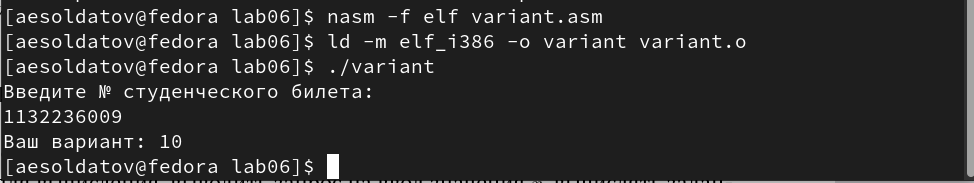 [aesoldatov@fedora lab06]$ nasm -f elf variant.asm
[aesoldatov@fedora lab06]$ ld -m elf_i386 -o variant variant.o
[aesoldatov@fedora lab06]$ ./variant
Введите № студенческого билета:
1132236009
Ваш вариант: 10
[aesoldatov@fedora lab06]$